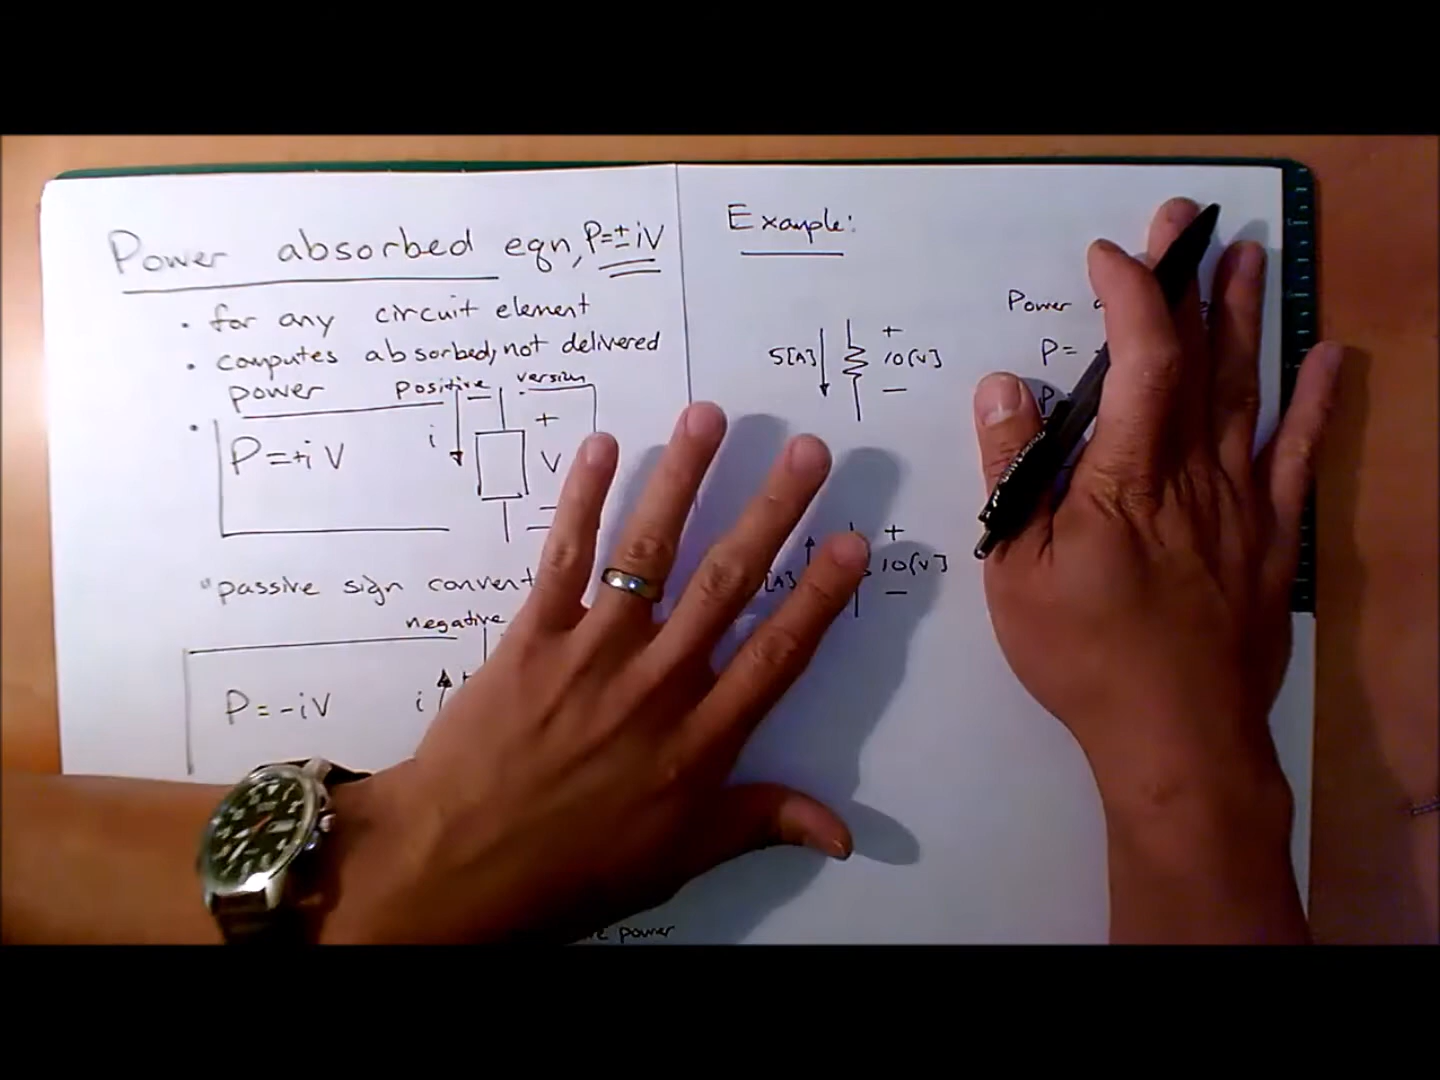 Power absorbed eqn, P=±iV
• for any circuit element
• computes absorbed, not delivered
power
positive version
• P=+iV
i
+
V
"passive sign
negative
P=-iV
i
power
Example:
5[A]
+
10[V]
−
Power
P=
[A]
+
10[V]
−